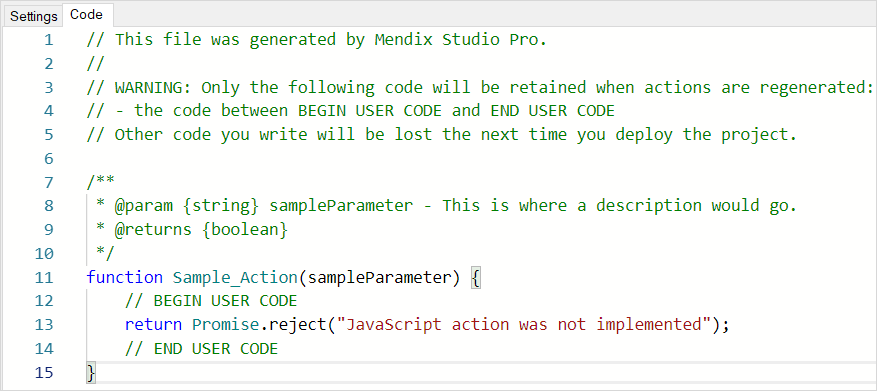 Settings Code
1 // This file was generated by Mendix Studio Pro.
2 //
3 // WARNING: Only the following code will be retained when actions are regenerated:
4 // - the code between BEGIN USER CODE and END USER CODE
5 // Other code you write will be lost the next time you deploy the project.
6
7 /**
8 * @param {string} sampleParameter - This is where a description would go.
9 * @returns {boolean}
10 */
11 function Sample_Action(sampleParameter) {
12 // BEGIN USER CODE
13 return Promise.reject("JavaScript action was not implemented");
14 // END USER CODE
15 }